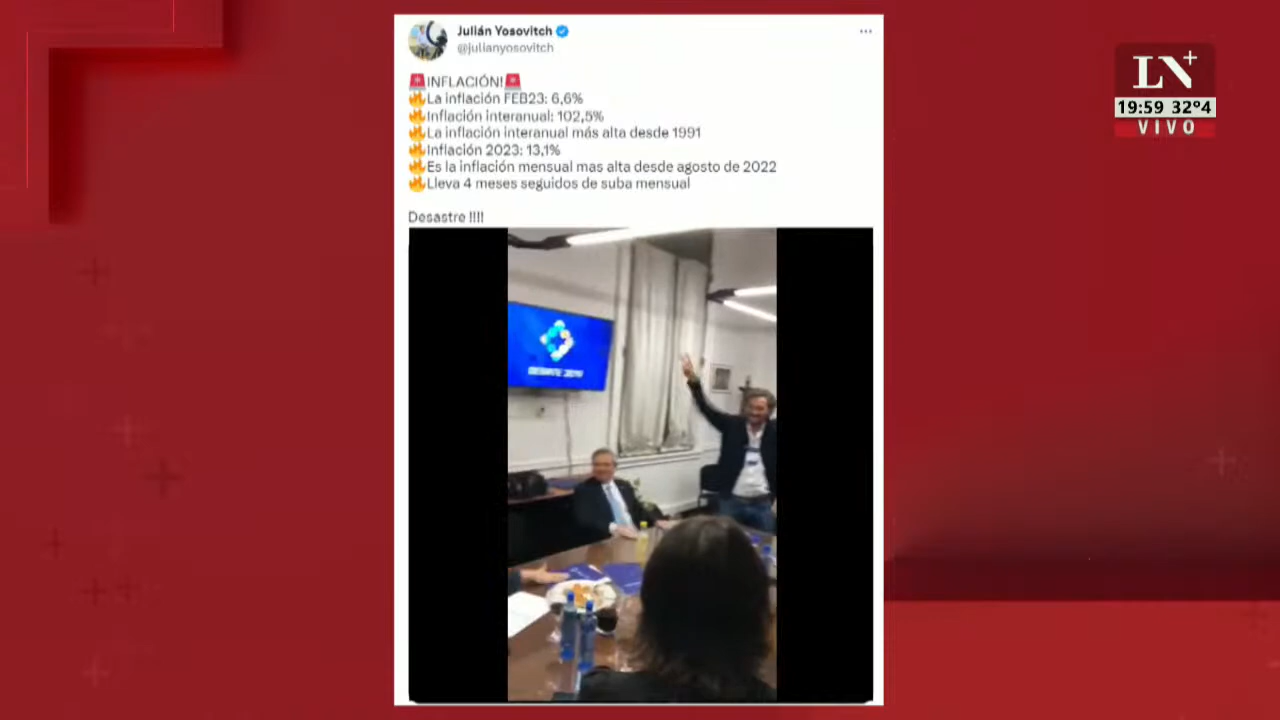 Julián Yosovitch
@julianyosovitch
INFLACIÓN!
La inflación FEB23: 6,6%
Inflación interanual: 102,5%
La inflación interanual más alta desde 1991
Inflación 2023: 13,1%
Es la inflación mensual mas alta desde agosto de 2022
Lleva 4 meses seguidos de suba mensual
Desastre !!!!
DEBATE 2019
LN+
19:59 32°4
VIVO